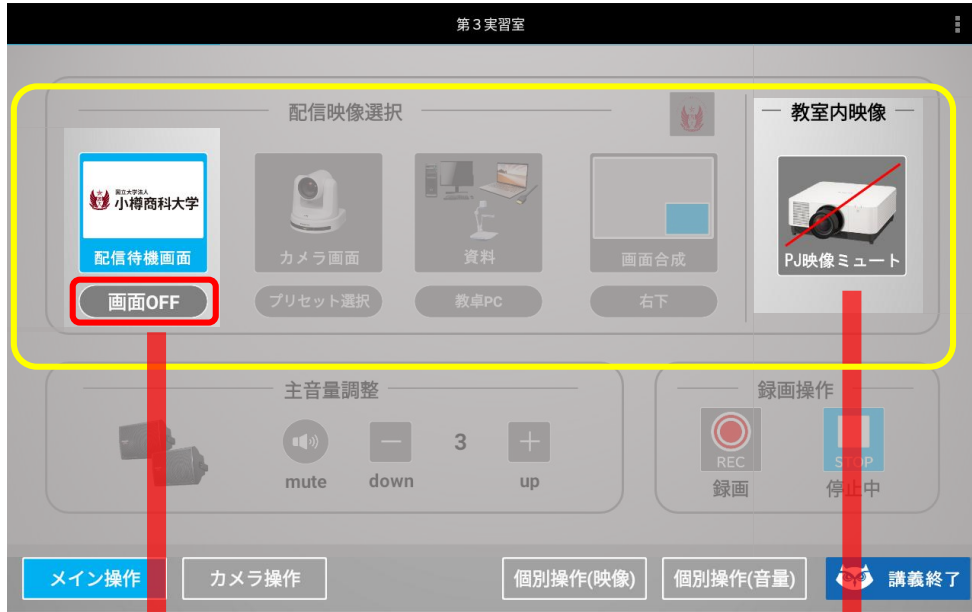 第3実習室
配信映像選択
教室内映像
国立大学法人
小樽商科大学
配信待機画面
カメラ画面
資料
画面合成
PJ映像ミュート
画面OFF
プリセット選択
教卓PC
右下
主音量調整
録画操作
3
REC
STOP
mute
down
up
録画
停止中
メイン操作
カメラ操作
個別操作(映像)
個別操作(音量)
講義終了